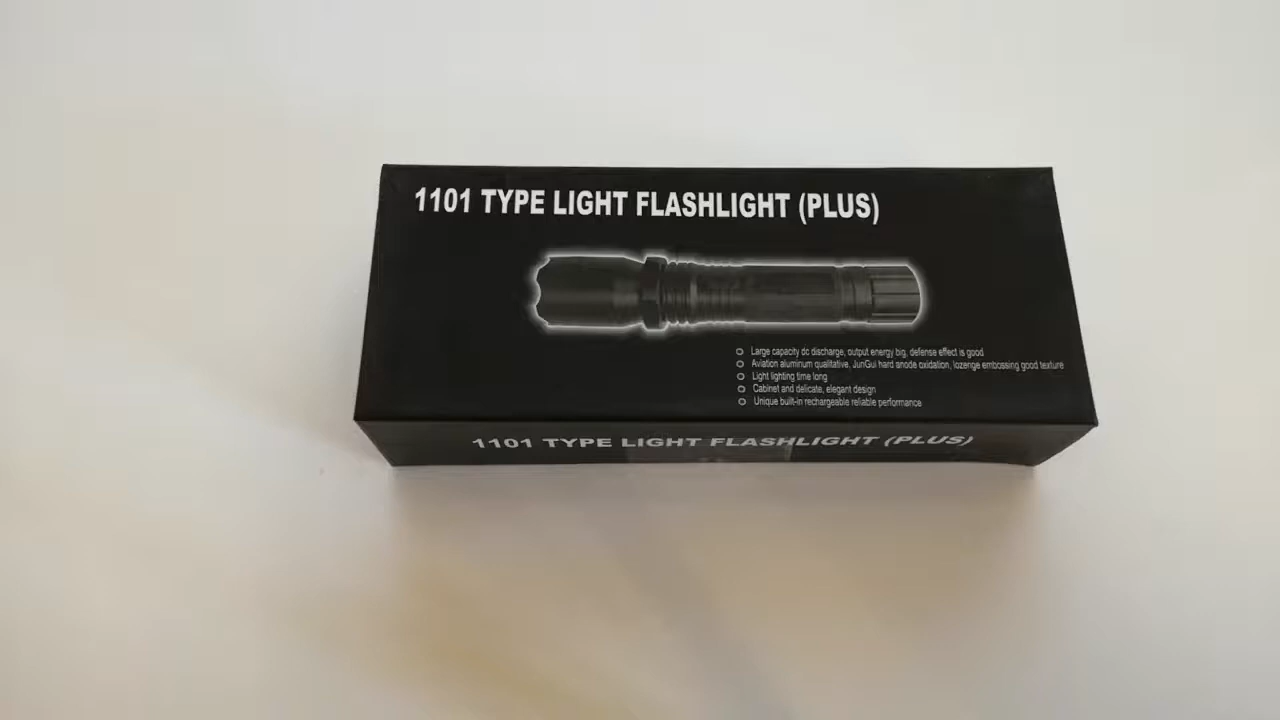 1101 TYPE LIGHT FLASHLIGHT (PLUS)
Large capacity dc discharge, output energy big, defense effect is good
Aviation aluminum qualitative, JunGui hard anode oxidation, lozenge embossing good texture
Light lighting time long
Cabinet and delicate, elegant design
Unique built-in rechargeable reliable performance
1101 TYPE LIGHT FLASHLIGHT (PLUS)